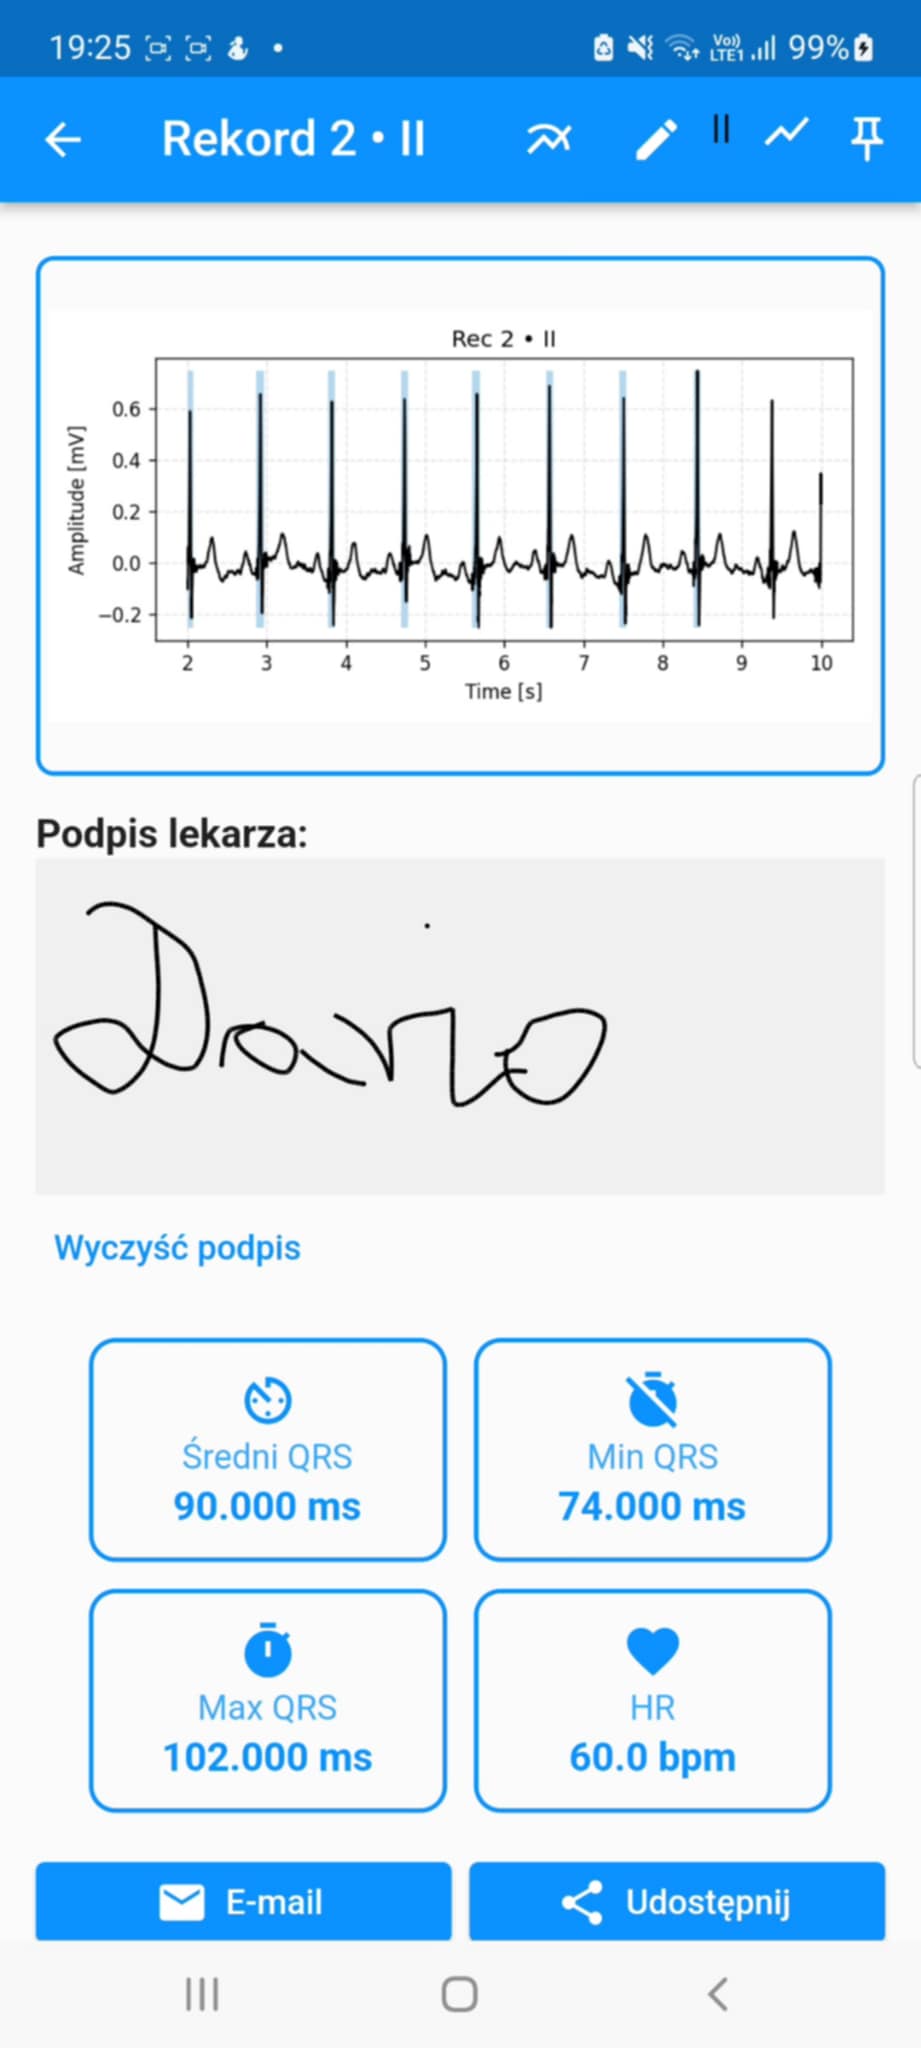 19:25 Vo)) LTE1 99%
Rekord 2 • II II
Rec 2 • II
Amplitude [mV]
0.6
0.4
0.2
0.0
−0.2
2 3 4 5 6 7 8 9 10
Time [s]
Podpis lekarza:
Wyczyść podpis
Średni QRS
90.000 ms
Min QRS
74.000 ms
Max QRS
102.000 ms
HR
60.0 bpm
E-mail
Udostępnij